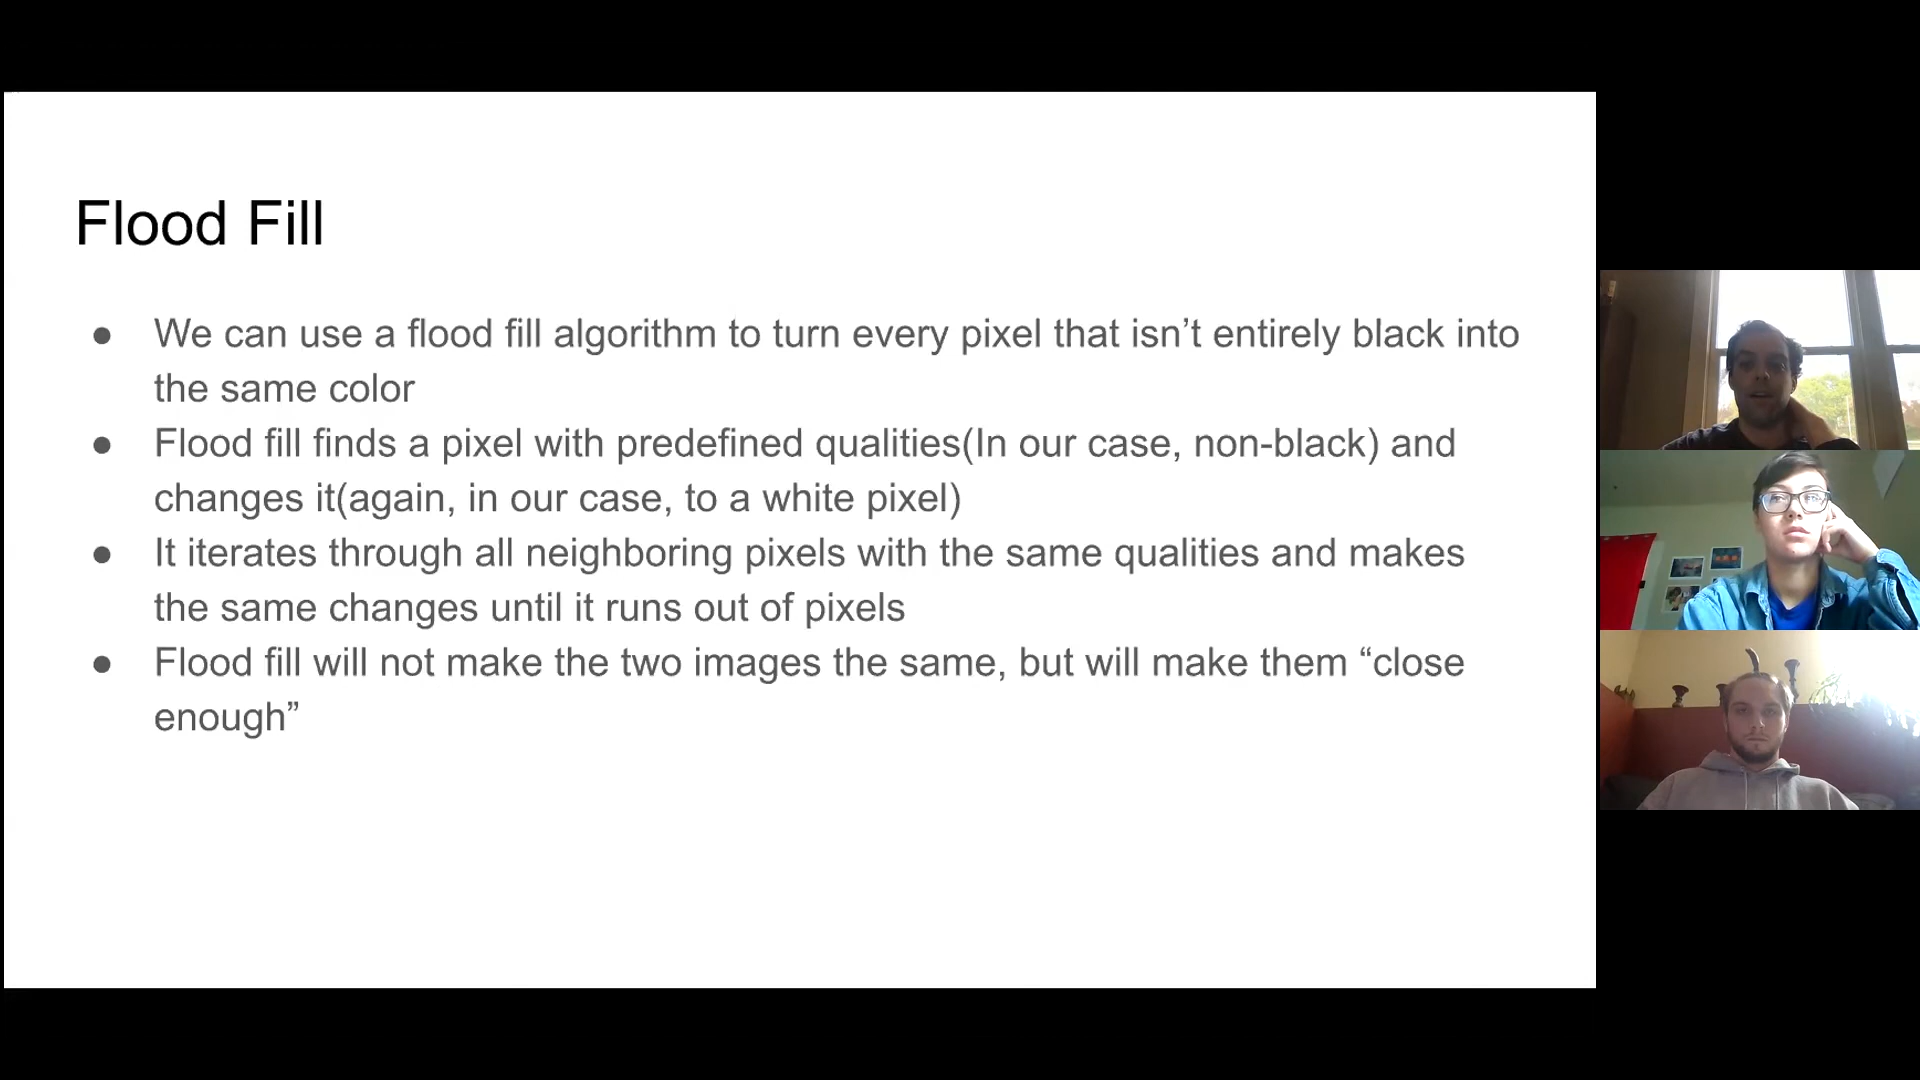 Flood Fill
● We can use a flood fill algorithm to turn every pixel that isn’t entirely black into
the same color
● Flood fill finds a pixel with predefined qualities(In our case, non-black) and
changes it(again, in our case, to a white pixel)
● It iterates through all neighboring pixels with the same qualities and makes
the same changes until it runs out of pixels
● Flood fill will not make the two images the same, but will make them “close
enough”